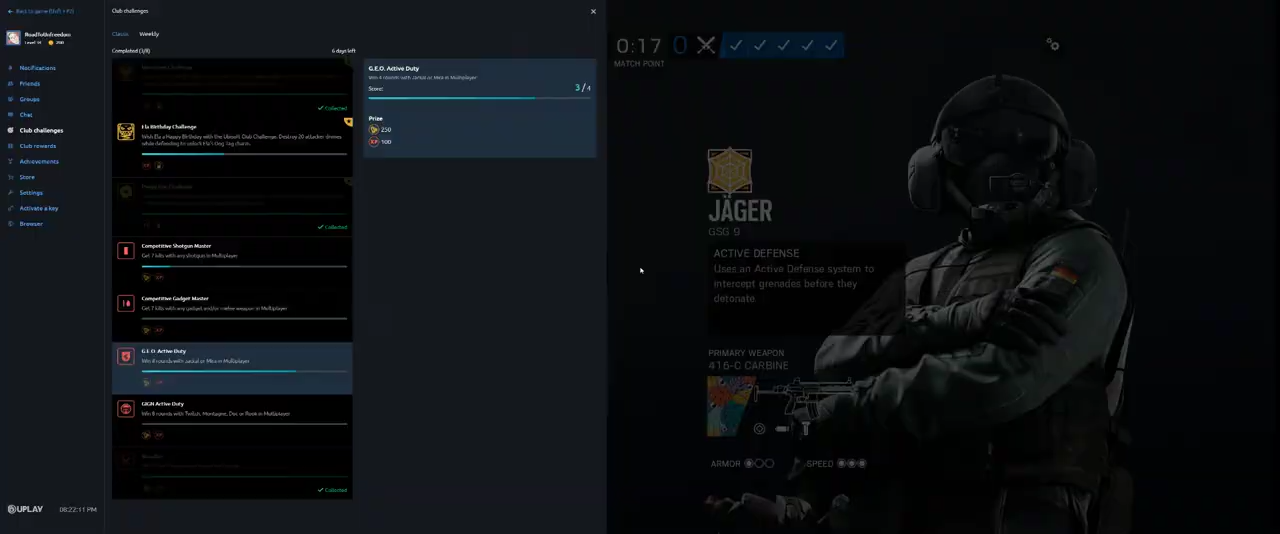 Back to game (Shift + F2)
RoadToBfreedom
Level 31 200
Notifications
Friends
Groups
Chat
Club challenges
Club rewards
Achievements
Store
Settings
Activate a key
Browser
UPLAY 08:22:11 PM
Club challenges
Classic Weekly
Completed (3/8) 6 days left
Collected
Ela Birthday Challenge
Wish Ela a Happy Birthday with the Ubisoft Club Challenge. Destroy 20 attacker drones
while defending to unlock Ela's Dog Tag charm.
Collected
Competitive Shotgun Master
Get 7 kills with any shotgun in Multiplayer
Competitive Gadget Master
Get 7 kills with any gadget and/or melee weapon in Multiplayer
G.E.O. Active Duty
Win 4 rounds with Jackal or Mira in Multiplayer
GIGN Active Duty
Win 8 rounds with Twitch, Montagne, Doc or Rook in Multiplayer
Collected
G.E.O. Active Duty
Win 4 rounds with Jackal or Mira in Multiplayer
Score: 3 / 4
Prize
250
XP 100
0:17 0
MATCH POINT
JÄGER
GSG 9
ACTIVE DEFENSE
Uses an Active Defense system to
intercept grenades before they
detonate.
PRIMARY WEAPON
416-C CARBINE
ARMOR SPEED